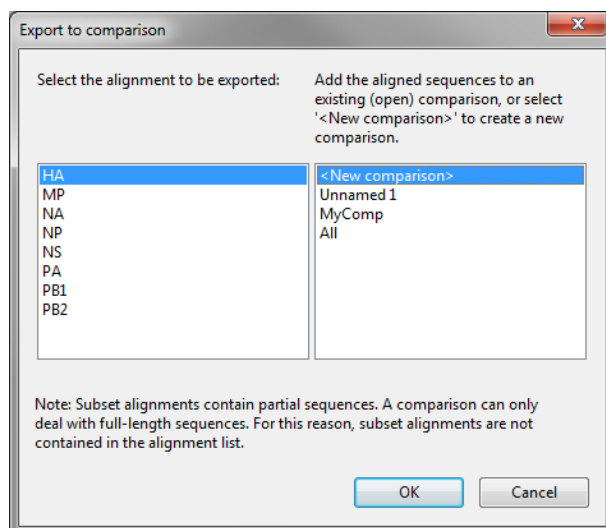 Export to comparison
X
Select the alignment to be exported:
Add the aligned sequences to an
existing (open) comparison, or select
'<New comparison>' to create a new
comparison.
HA
MP
NA
NP
NS
PA
PB1
PB2
<New comparison>
Unnamed 1
MyComp
All
Note: Subset alignments contain partial sequences. A comparison can only
deal with full-length sequences. For this reason, subset alignments are not
contained in the alignment list.
OK
Cancel